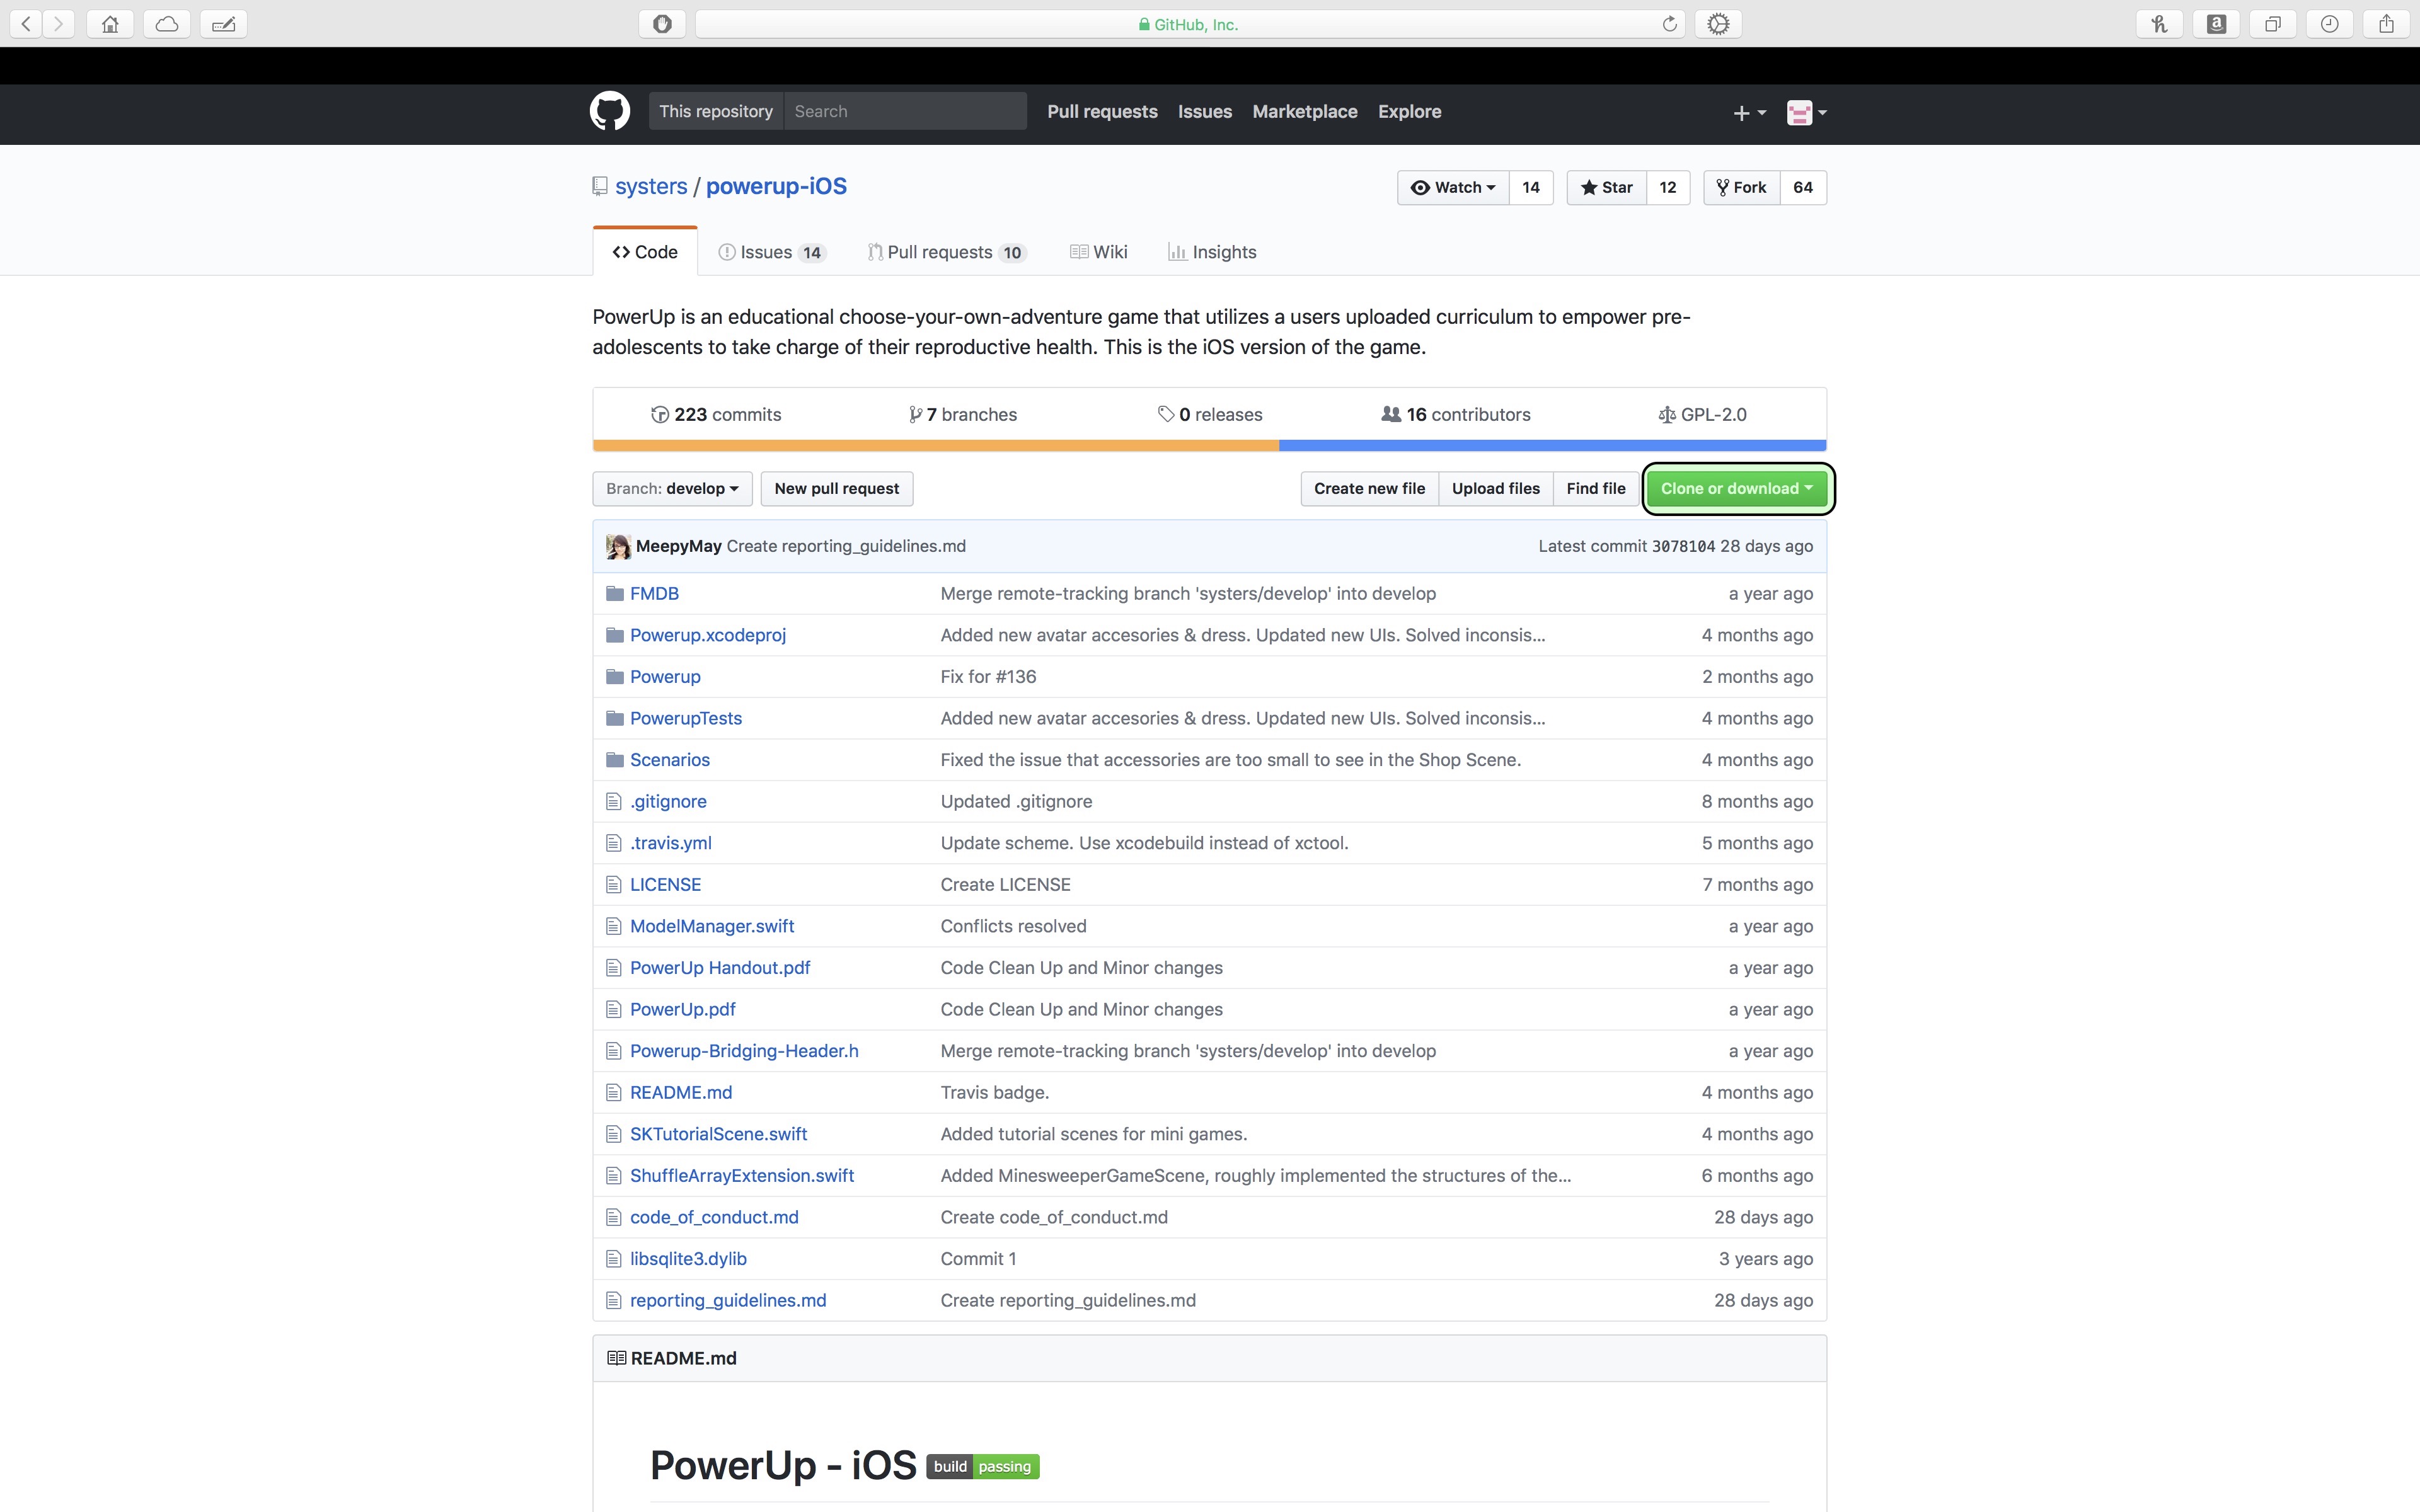 GitHub, Inc.
This repository Search Pull requests Issues Marketplace Explore
systers / powerup-iOS Watch 14 Star 12 Fork 64
Code Issues 14 Pull requests 10 Wiki Insights
PowerUp is an educational choose-your-own-adventure game that utilizes a users uploaded curriculum to empower pre-
adolescents to take charge of their reproductive health. This is the iOS version of the game.
223 commits 7 branches 0 releases 16 contributors GPL-2.0
Branch: develop New pull request Create new file Upload files Find file Clone or download
MeepyMay Create reporting_guidelines.md Latest commit 3078104 28 days ago
FMDB Merge remote-tracking branch 'systers/develop' into develop a year ago
Powerup.xcodeproj Added new avatar accesories & dress. Updated new UIs. Solved inconsis... 4 months ago
Powerup Fix for #136 2 months ago
PowerupTests Added new avatar accesories & dress. Updated new UIs. Solved inconsis... 4 months ago
Scenarios Fixed the issue that accessories are too small to see in the Shop Scene. 4 months ago
.gitignore Updated .gitignore 8 months ago
.travis.yml Update scheme. Use xcodebuild instead of xctool. 5 months ago
LICENSE Create LICENSE 7 months ago
ModelManager.swift Conflicts resolved a year ago
PowerUp Handout.pdf Code Clean Up and Minor changes a year ago
PowerUp.pdf Code Clean Up and Minor changes a year ago
Powerup-Bridging-Header.h Merge remote-tracking branch 'systers/develop' into develop a year ago
README.md Travis badge. 4 months ago
SKTutorialScene.swift Added tutorial scenes for mini games. 4 months ago
ShuffleArrayExtension.swift Added MinesweeperGameScene, roughly implemented the structures of the... 6 months ago
code_of_conduct.md Create code_of_conduct.md 28 days ago
libsqlite3.dylib Commit 1 3 years ago
reporting_guidelines.md Create reporting_guidelines.md 28 days ago
README.md
PowerUp - iOS build passing